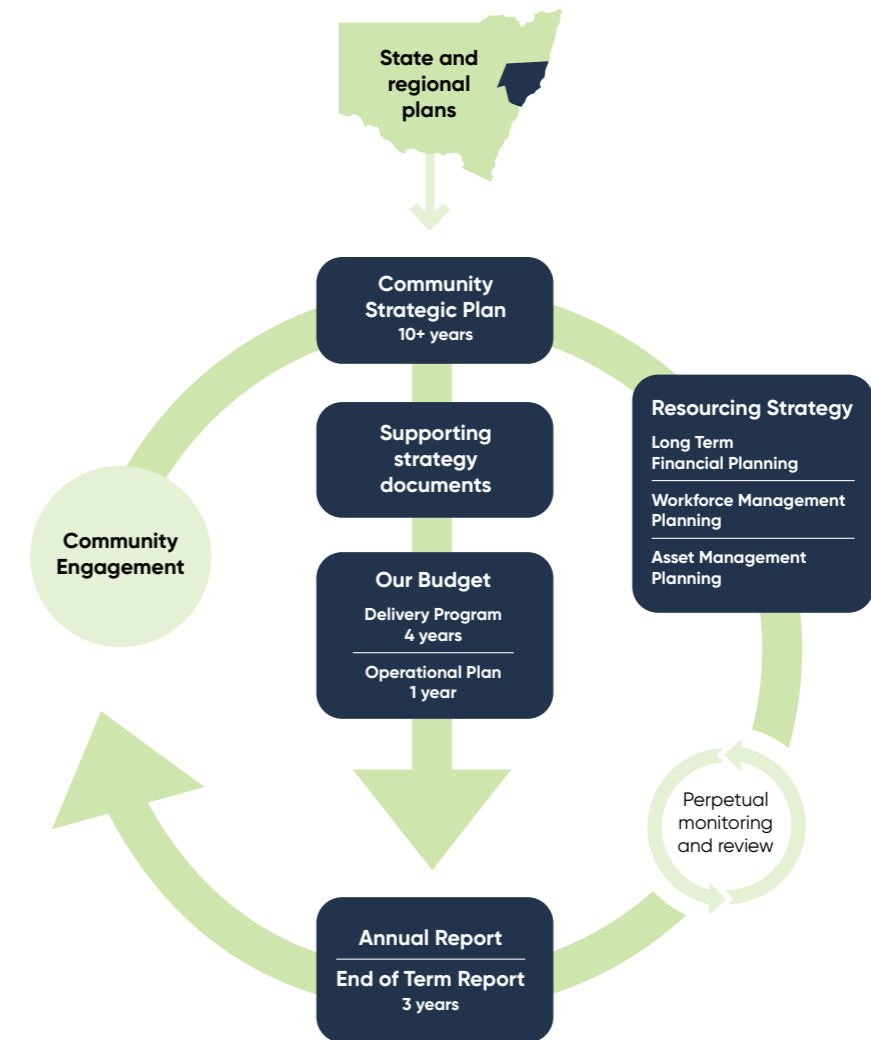 State and
regional
plans
Community
Strategic Plan
10+ years
Supporting
strategy
documents
Our Budget
Delivery Program
4 years
Operational Plan
1 year
Resourcing Strategy
Long Term
Financial Planning
Workforce Management
Planning
Asset Management
Planning
Community
Engagement
Perpetual
monitoring
and review
Annual Report
End of Term Report
3 years